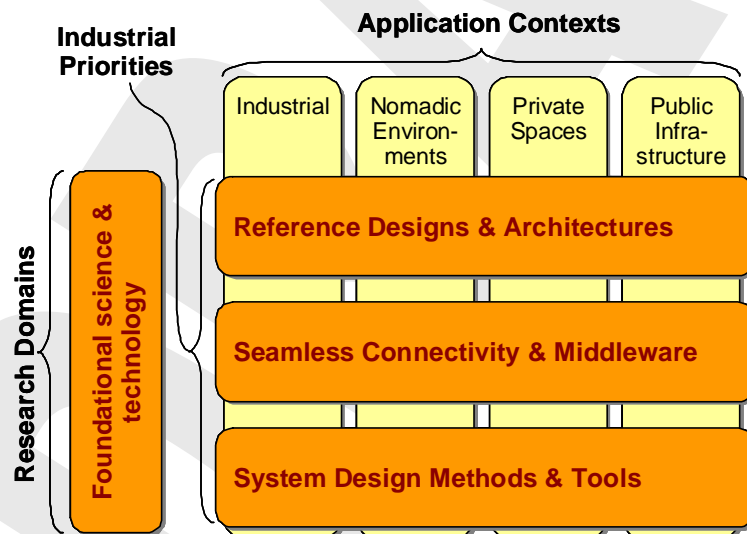 Application Contexts
Industrial
Priorities
Industrial
Nomadic
Environ-
ments
Private
Spaces
Public
Infra-
structure
Research Domains
Foundational science &
technology
Reference Designs & Architectures
Seamless Connectivity & Middleware
System Design Methods & Tools